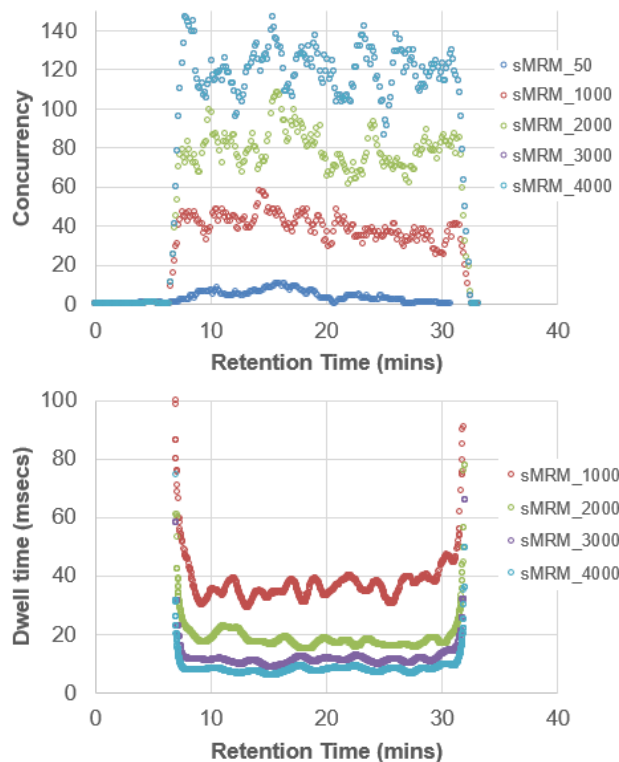 140
120
100
80
60
40
20
0
Concurrency
sMRM_50
sMRM_1000
sMRM_2000
sMRM_3000
sMRM_4000
0 10 20 30 40
Retention Time (mins)
100
80
60
40
20
0
Dwell time (msecs)
sMRM_1000
sMRM_2000
sMRM_3000
sMRM_4000
0 10 20 30 40
Retention Time (mins)